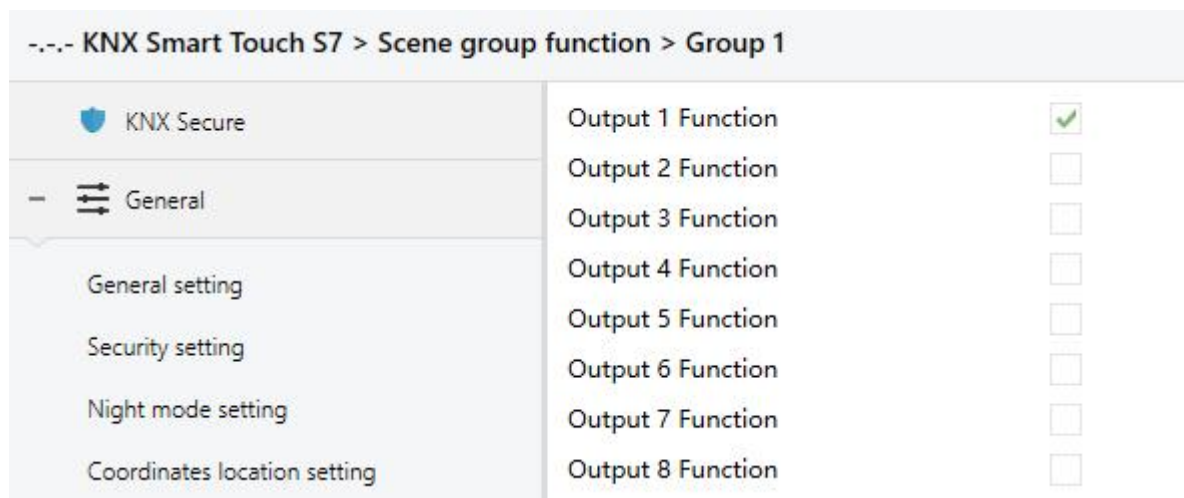 -.-.- KNX Smart Touch S7 > Scene group function > Group 1
KNX Secure
General
General setting
Security setting
Night mode setting
Coordinates location setting
Output 1 Function
Output 2 Function
Output 3 Function
Output 4 Function
Output 5 Function
Output 6 Function
Output 7 Function
Output 8 Function